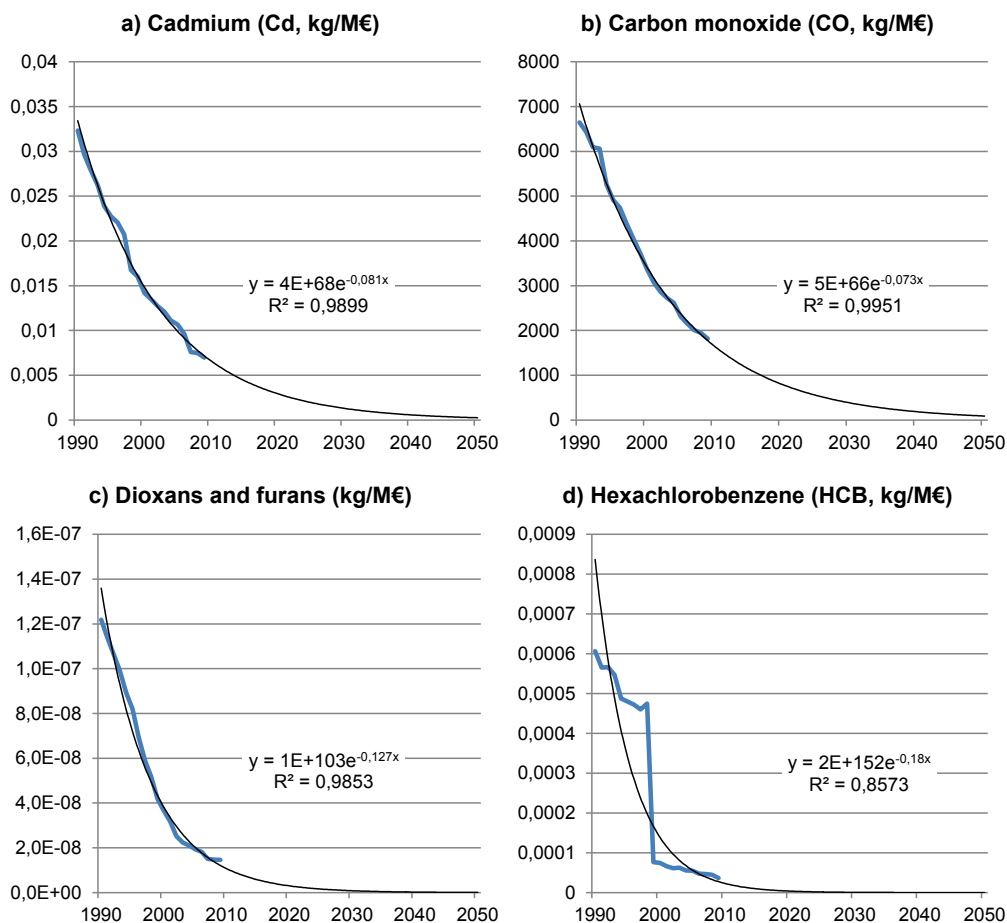 a) Cadmium (Cd, kg/M€)
0,04
0,035
0,03
0,025
0,02
0,015
0,01
0,005
0
y = 4E+68e-0,081x
R² = 0,9899
1990 2000 2010 2020 2030 2040 2050
b) Carbon monoxide (CO, kg/M€)
8000
7000
6000
5000
4000
3000
2000
1000
0
y = 5E+66e-0,073x
R² = 0,9951
1990 2000 2010 2020 2030 2040 2050
c) Dioxans and furans (kg/M€)
1,6E-07
1,4E-07
1,2E-07
1,0E-07
8,0E-08
6,0E-08
4,0E-08
2,0E-08
0,0E+00
y = 1E+103e-0,127x
R² = 0,9853
1990 2000 2010 2020 2030 2040 2050
d) Hexachlorobenzene (HCB, kg/M€)
0,0009
0,0008
0,0007
0,0006
0,0005
0,0004
0,0003
0,0002
0,0001
0
y = 2E+152e-0,18x
R² = 0,8573
1990 2000 2010 2020 2030 2040 2050